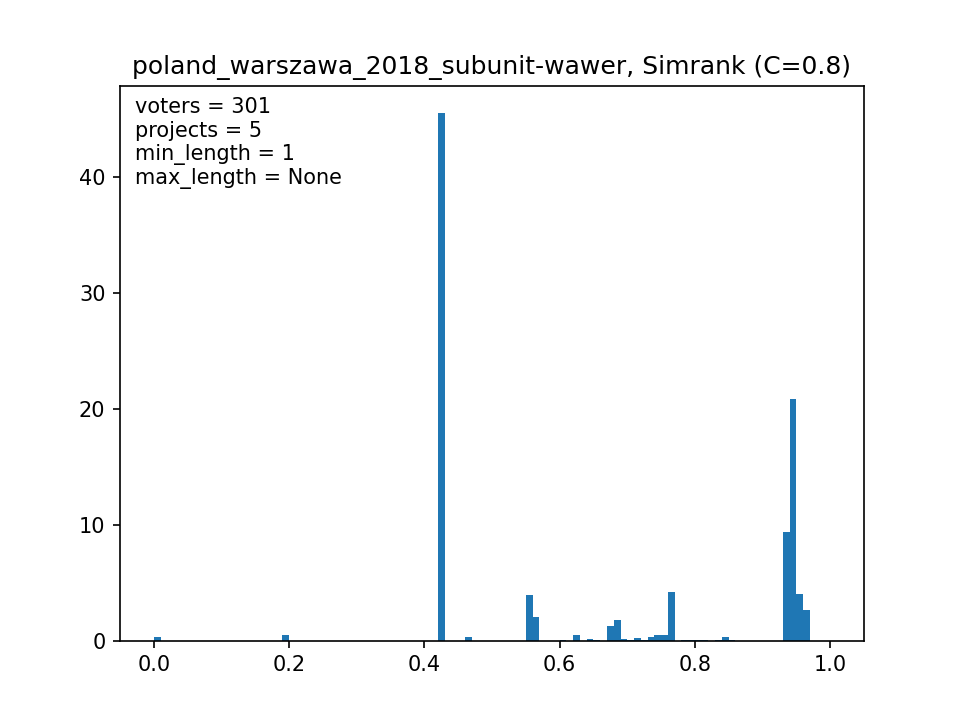 poland_warszawa_2018_subunit-wawer, Simrank (C=0.8)
voters = 301
projects = 5
min_length = 1
max_length = None
40
30
20
10
0
0.0 0.2 0.4 0.6 0.8 1.0